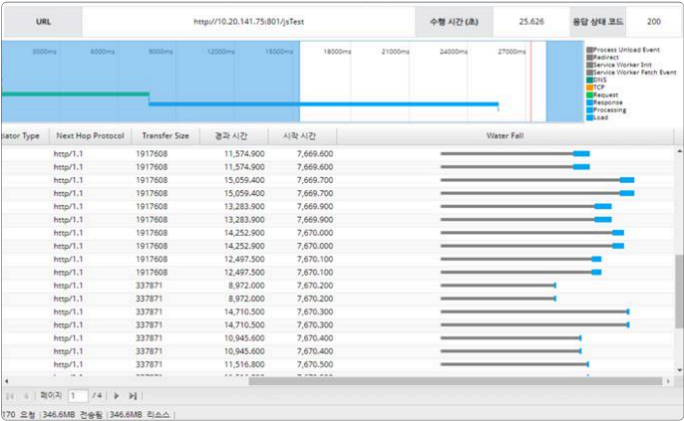 URL http://10.20.141.75:801/jsTest 수행 시간 (초) 25.626 응답 상태 코드 200
3000ms 6000ms 9000ms 12000ms 15000ms 18000ms 21000ms 24000ms 27000ms
Process Unload Event
Redirect
Service Worker Init
Service Worker Fetch Event
DNS
TCP
Request
Response
Processing
Load
tiator Type Next Hop Protocol Transfer Size 경과 시간 시작 시간 Water Fall
http/1.1 1917608 11,574.900 7,669.600
http/1.1 1917608 11,574.900 7,669.600
http/1.1 1917608 15,059.400 7,669.700
http/1.1 1917608 15,059.400 7,669.700
http/1.1 1917608 13,283.900 7,669.900
http/1.1 1917608 13,283.900 7,669.900
http/1.1 1917608 14,252.900 7,670.000
http/1.1 1917608 14,252.900 7,670.000
http/1.1 1917608 12,497.500 7,670.100
http/1.1 1917608 12,497.500 7,670.100
http/1.1 337871 8,972.000 7,670.200
http/1.1 337871 8,972.000 7,670.200
http/1.1 337871 14,710.500 7,670.300
http/1.1 337871 14,710.500 7,670.300
http/1.1 337871 10,945.600 7,670.400
http/1.1 337871 10,945.600 7,670.400
http/1.1 337871 11,516.800 7,670.500
페이지 1 / 4
170 요청 | 346.6MB 전송됨 | 346.6MB 리소스 |